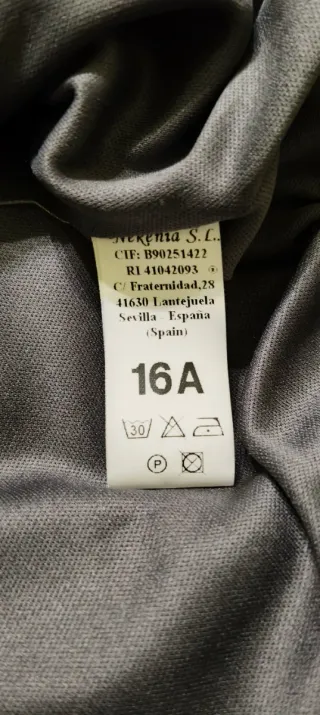 Nekenia S.L.
CIF: B90251422
RI 41042093
C/ Fraternidad,28
41630 Lantejuela
Sevilla España
(Spain)
16A
30
P